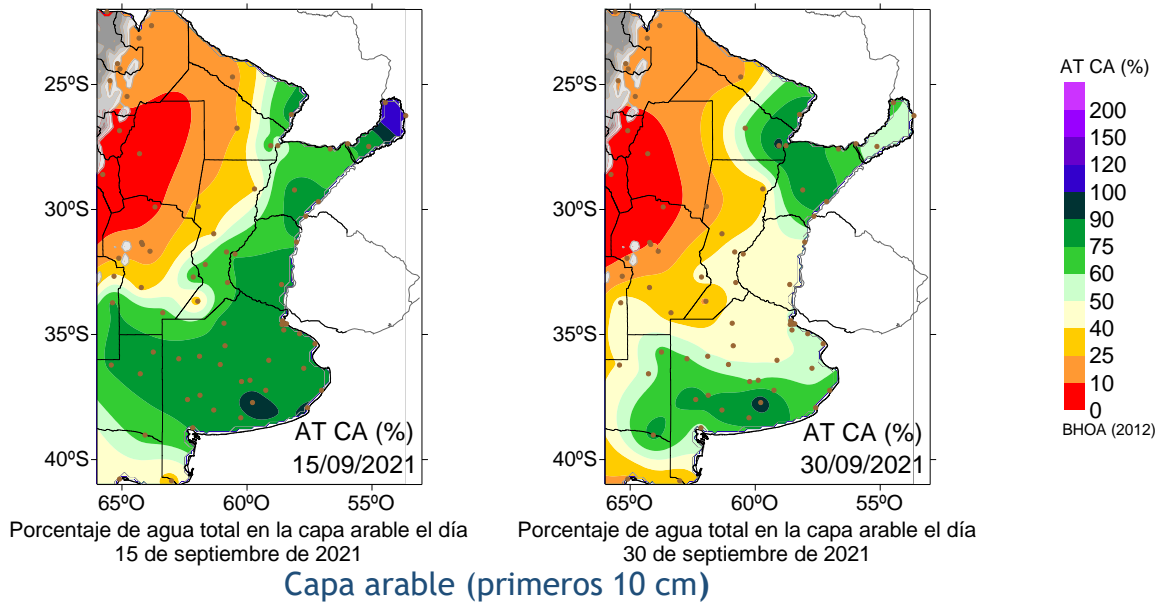 25ºS
30ºS
35ºS
40ºS
65ºO
60ºO
55ºO
AT CA (%)
15/09/2021
Porcentaje de agua total en la capa arable el día
15 de septiembre de 2021
25ºS
30ºS
35ºS
40ºS
65ºO
60ºO
55ºO
AT CA (%)
30/09/2021
Porcentaje de agua total en la capa arable el día
30 de septiembre de 2021
AT CA (%)
200
150
120
100
90
75
60
50
40
25
10
0
BHOA (2012)
Capa arable (primeros 10 cm)